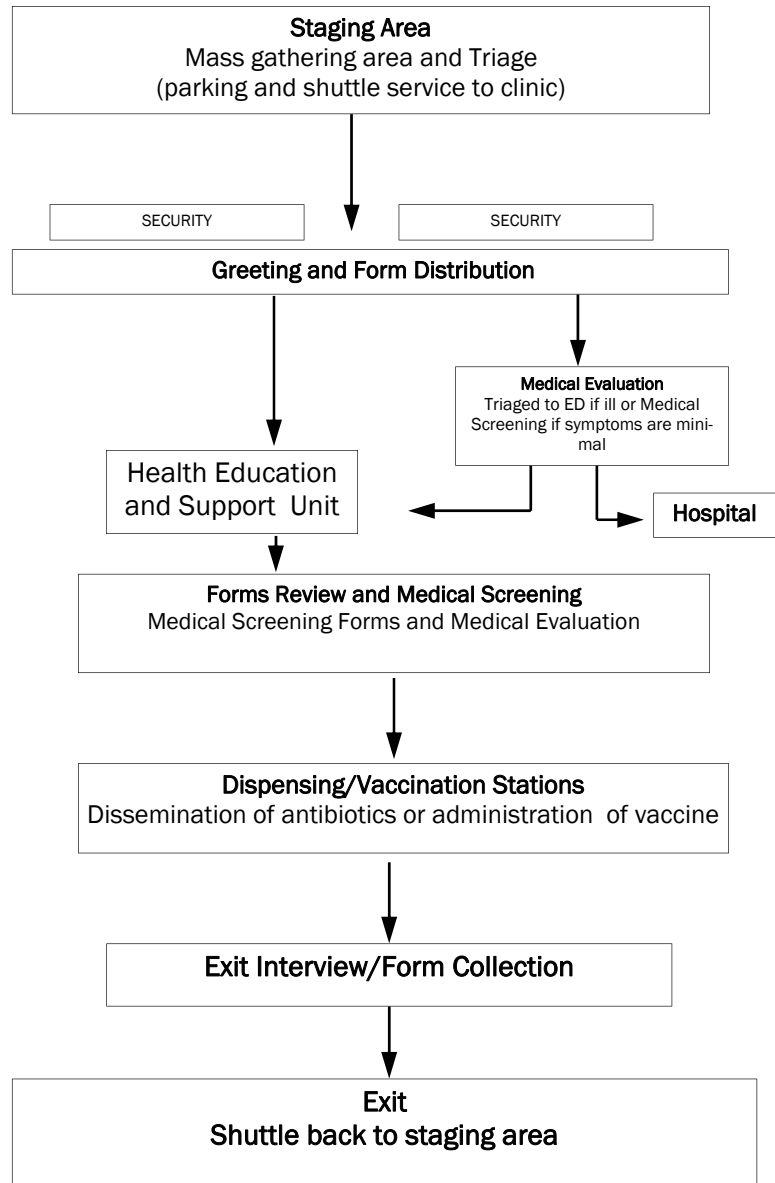 Staging Area
Mass gathering area and Triage
(parking and shuttle service to clinic)
SECURITY
SECURITY
Greeting and Form Distribution
Medical Evaluation
Triaged to ED if ill or Medical
Screening if symptoms are mini-
mal
Health Education
and Support Unit
Hospital
Forms Review and Medical Screening
Medical Screening Forms and Medical Evaluation
Dispensing/Vaccination Stations
Dissemination of antibiotics or administration of vaccine
Exit Interview/Form Collection
Exit
Shuttle back to staging area